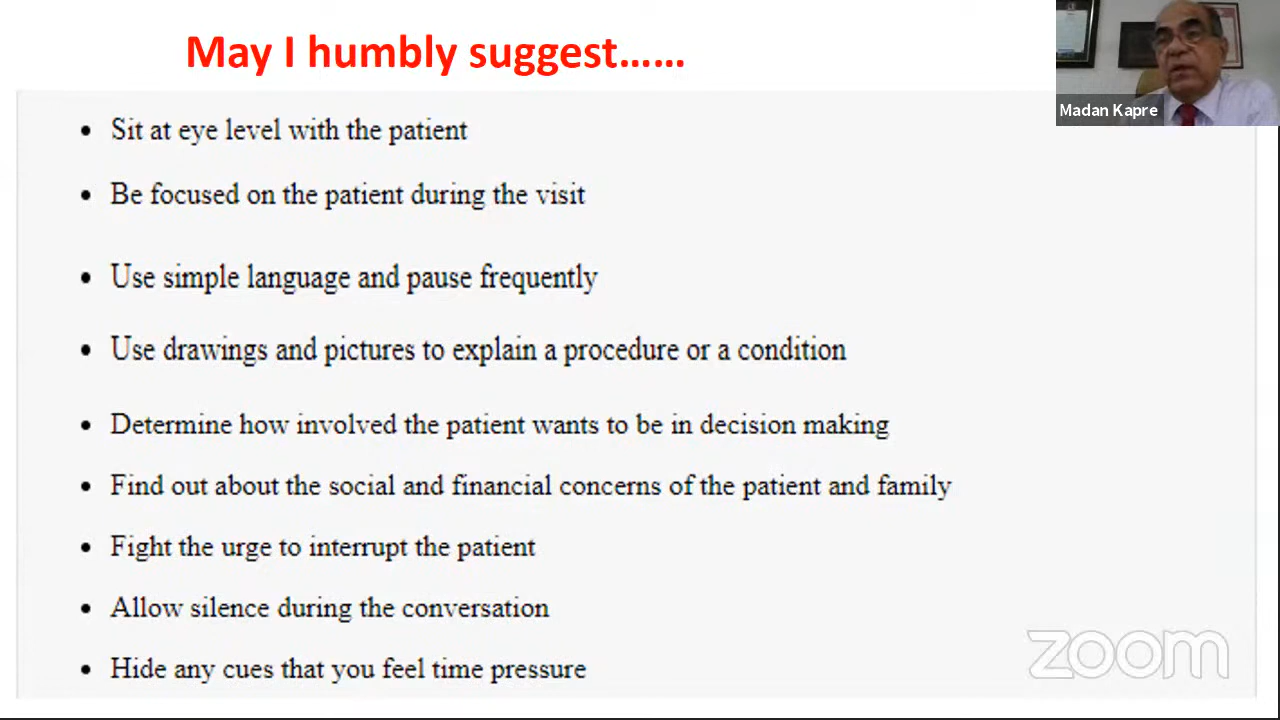 May I humbly suggest......
Madan Kapre
• Sit at eye level with the patient
• Be focused on the patient during the visit
• Use simple language and pause frequently
• Use drawings and pictures to explain a procedure or a condition
• Determine how involved the patient wants to be in decision making
• Find out about the social and financial concerns of the patient and family
• Fight the urge to interrupt the patient
• Allow silence during the conversation
• Hide any cues that you feel time pressure
zoom